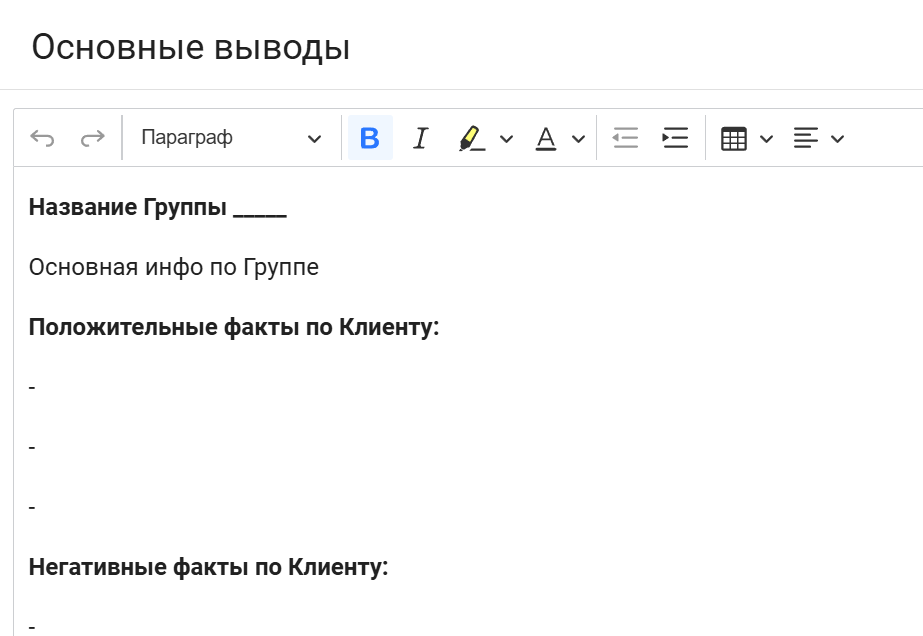 Основные выводы
Параграф B I A
Название Группы _____
Основная инфо по Группе
Положительные факты по Клиенту:
-
-
-
Негативные факты по Клиенту:
-